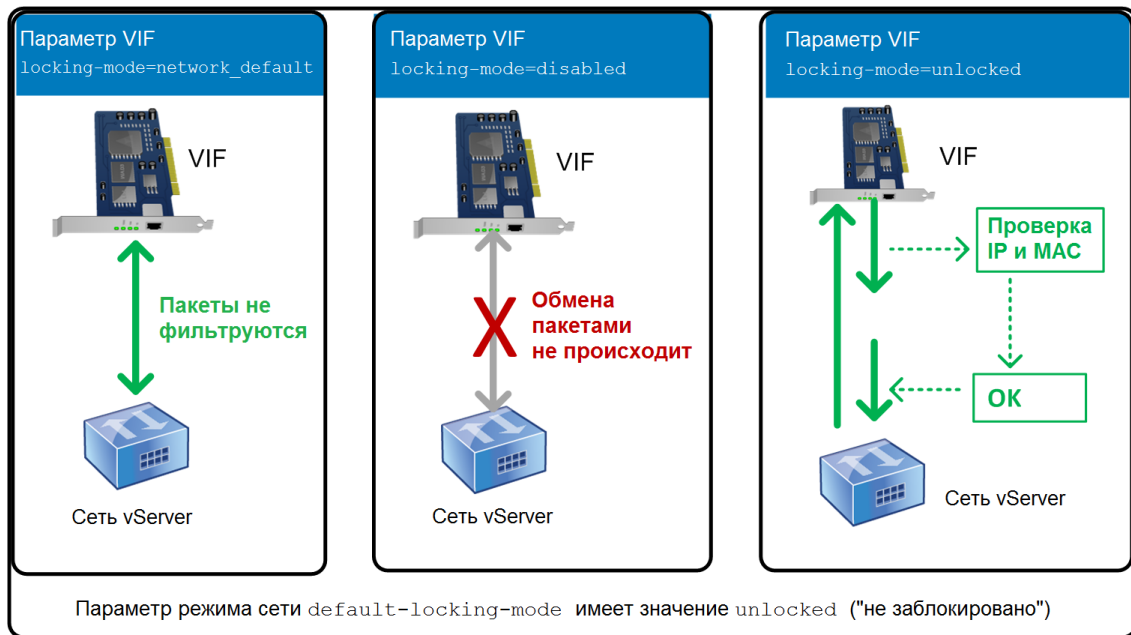 Параметр VIF
locking-mode=network_default
VIF
Пакеты не
фильтруются
Сеть vServer
Параметр VIF
locking-mode=disabled
VIF
Обмена
пакетами
не происходит
X
Сеть vServer
Параметр VIF
locking-mode=unlocked
VIF
Проверка
IP и MAC
ОК
Сеть vServer
Параметр режима сети default-locking-mode имеет значение unlocked ("не заблокировано")